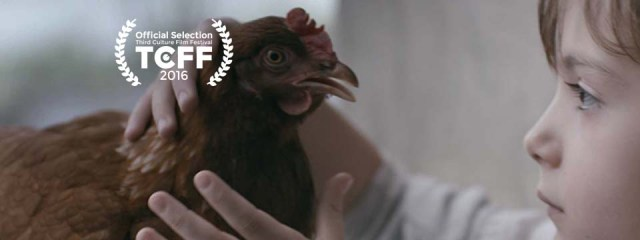 Official Selection
Third Culture Film Festival
TCFF
2016